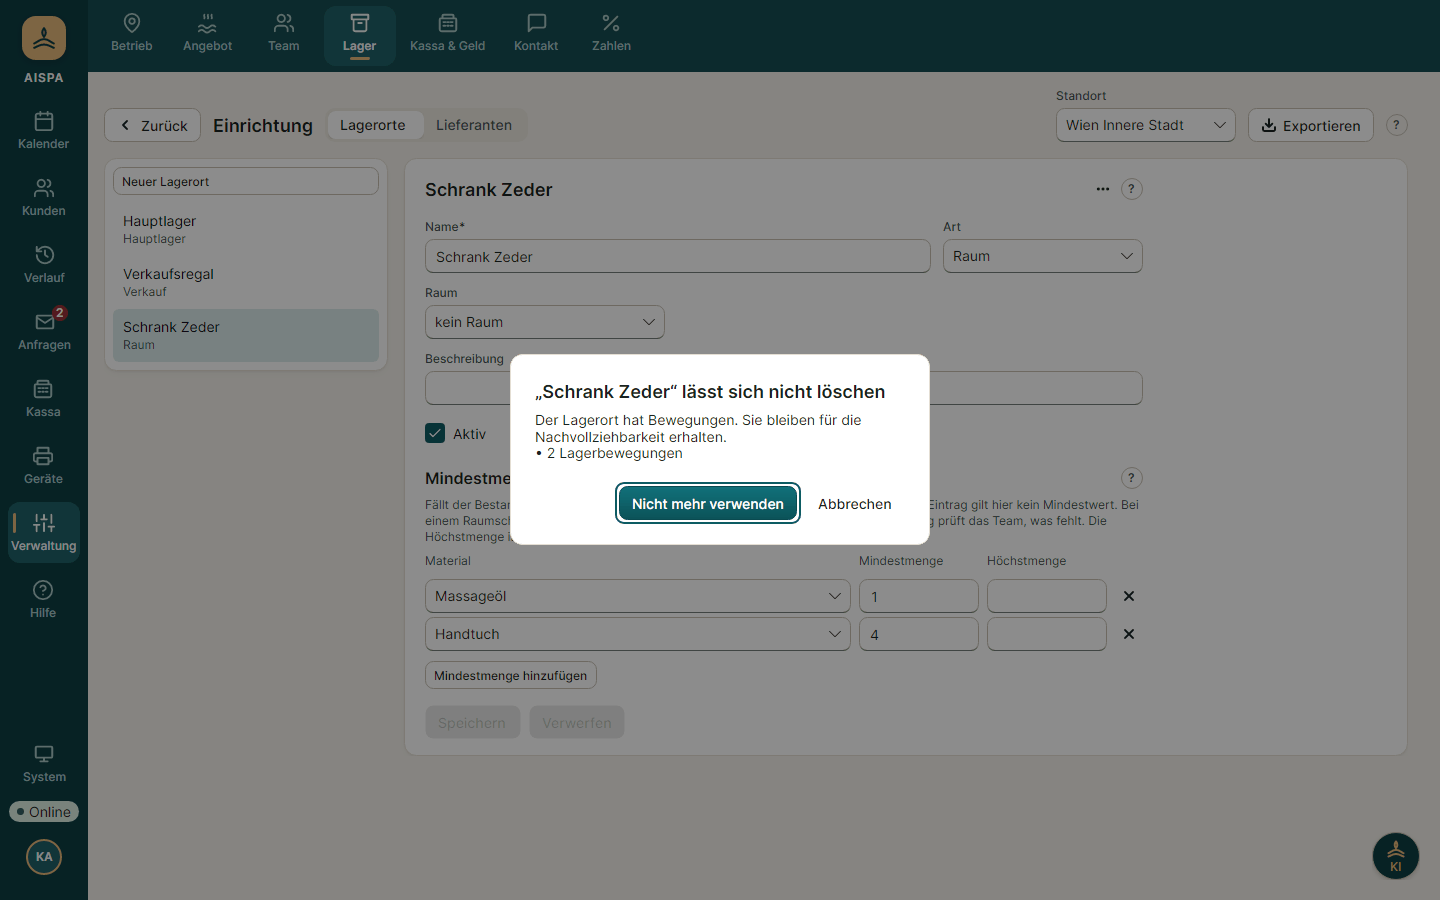 AISPA
Kalender
Kunden
Verlauf
2
Anfragen
Kassa
Geräte
Verwaltung
Hilfe
System
Online
KA
Betrieb
Angebot
Team
Lager
Kassa & Geld
Kontakt
Zahlen
Zurück
Einrichtung
Lagerorte
Lieferanten
Standort
Wien Innere Stadt
Exportieren
?
Neuer Lagerort
Hauptlager
Hauptlager
Verkaufsregal
Verkauf
Schrank Zeder
Raum
Schrank Zeder
?
Name*
Art
Schrank Zeder
Raum
Raum
kein Raum
Beschreibung
Aktiv
„Schrank Zeder“ lässt sich nicht löschen
Der Lagerort hat Bewegungen. Sie bleiben für die
Nachvollziehbarkeit erhalten.
• 2 Lagerbewegungen
Nicht mehr verwenden
Abbrechen
Mindestme
?
Fällt der Bestan
Eintrag gilt hier kein Mindestwert. Bei
einem Raumsch
g prüft das Team, was fehlt. Die
Höchstmenge i
Material
Mindestmenge
Höchstmenge
Massageöl
1
Handtuch
4
Mindestmenge hinzufügen
Speichern
Verwerfen
KI